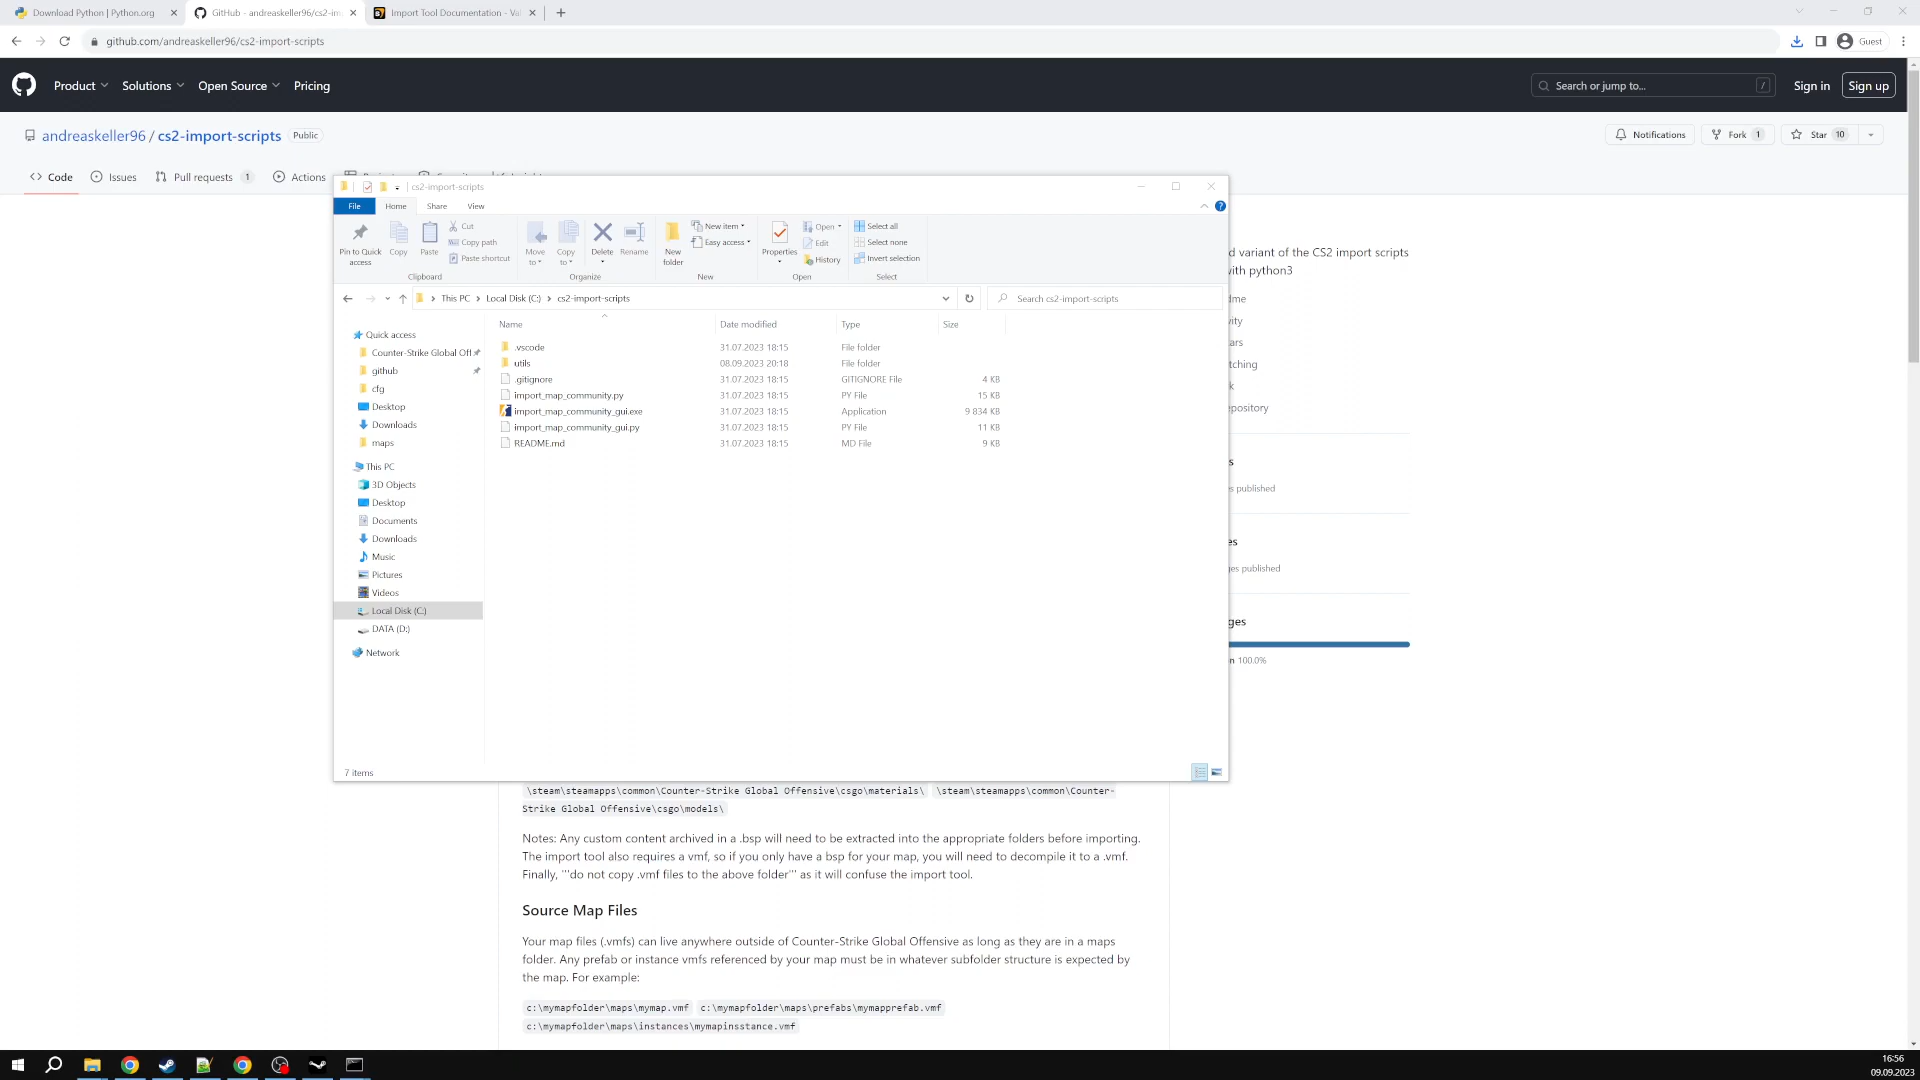 Download Python | Python.org
GitHub - andreaskeller96/cs2-im
Import Tool Documentation - Val
github.com/andreaskeller96/cs2-import-scripts
Guest
Product
Solutions
Open Source
Pricing
Search or jump to...
/
Sign in
Sign up
andreaskeller96 / cs2-import-scripts
Public
Notifications
Fork 1
Star 10
Code
Issues
Pull requests 1
Actions
cs2-import-scripts
File
Home
Share
View
Pin to Quick access
Copy
Paste
Cut
Copy path
Paste shortcut
Clipboard
Move to
Copy to
Delete
Rename
Organize
New folder
New item
Easy access
New
Properties
Open
Edit
History
Open
Select all
Select none
Invert selection
Select
This PC
Local Disk (C:)
cs2-import-scripts
Search cs2-import-scripts
Quick access
Counter-Strike Global Off
github
cfg
Desktop
Downloads
maps
This PC
3D Objects
Desktop
Documents
Downloads
Music
Pictures
Videos
Local Disk (C:)
DATA (D:)
Network
Name Date modified Type Size
.vscode 31.07.2023 18:15 File folder
utils 08.09.2023 20:18 File folder
.gitignore 31.07.2023 18:15 GITIGNORE File 4 KB
import_map_community.py 31.07.2023 18:15 PY File 15 KB
import_map_community_gui.exe 31.07.2023 18:15 Application 9 834 KB
import_map_community_gui.py 31.07.2023 18:15 PY File 11 KB
README.md 31.07.2023 18:15 MD File 9 KB
7 items
d variant of the CS2 import scripts
ith python3
dme
ity
ars
tching
k
epository
s
s published
es
ges published
ges
n 100.0%
\steam\steamapps\common\Counter-Strike Global Offensive\csgo\materials\ \steam\steamapps\common\Counter-
Strike Global Offensive\csgo\models\
Notes: Any custom content archived in a .bsp will need to be extracted into the appropriate folders before importing.
The import tool also requires a vmf, so if you only have a bsp for your map, you will need to decompile it to a .vmf.
Finally, '''do not copy .vmf files to the above folder''' as it will confuse the import tool.
Source Map Files
Your map files (.vmfs) can live anywhere outside of Counter-Strike Global Offensive as long as they are in a maps
folder. Any prefab or instance vmfs referenced by your map must be in whatever subfolder structure is expected by
the map. For example:
c:\mymapfolder\maps\mymap.vmf c:\mymapfolder\maps\prefabs\mymapprefab.vmf
c:\mymapfolder\maps\instances\mymapinsstance.vmf
16:56
09.09.2023